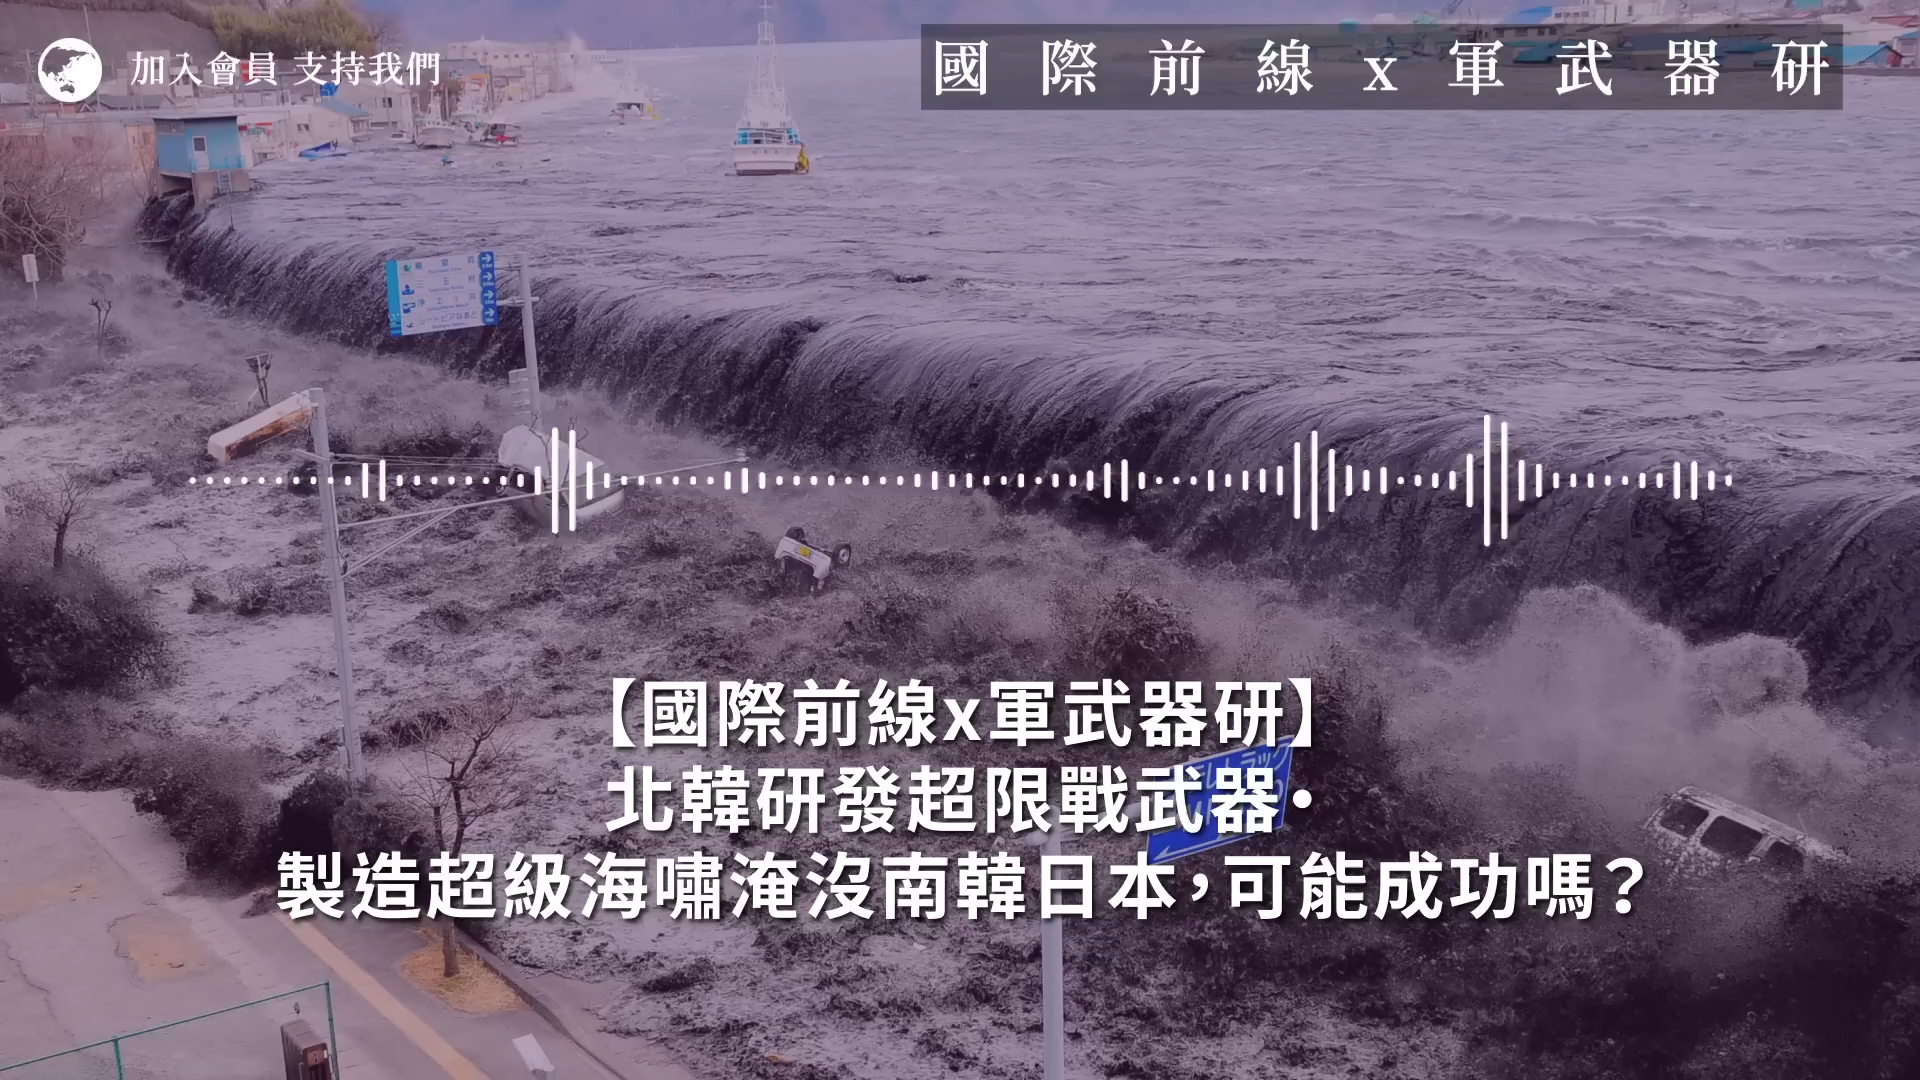 加入會員 支持我們
國際前線x軍武器研
【國際前線x軍武器研】
北韓研發超限戰武器·
製造超級海嘯淹沒南韓日本，可能成功嗎？